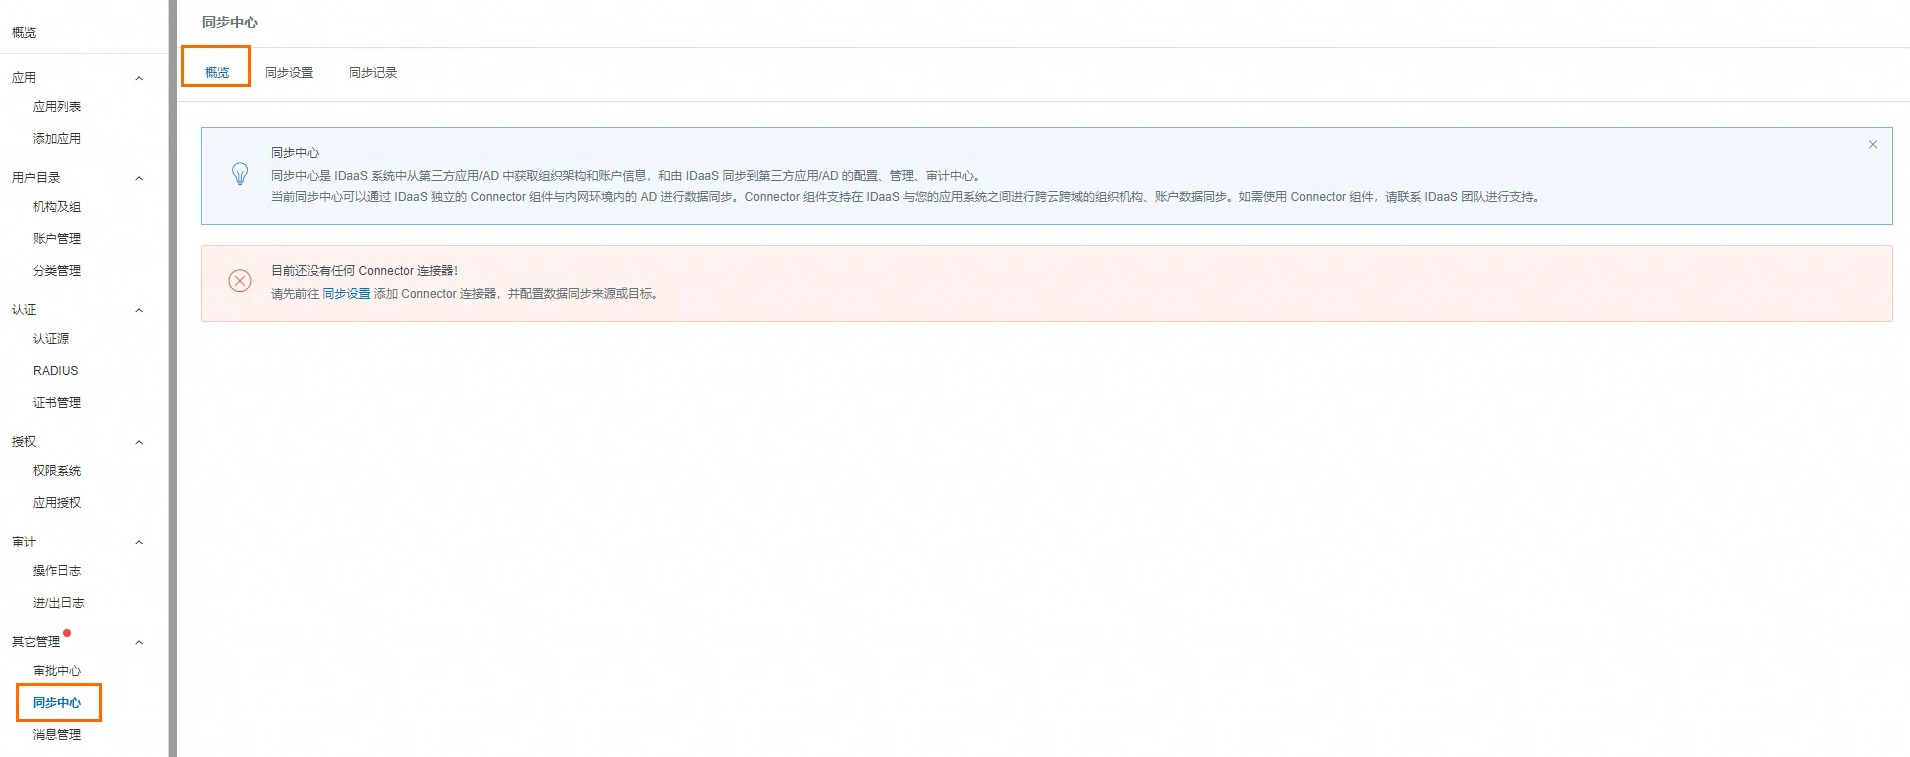 概览
应用
应用列表
添加应用
用户目录
机构及组
账户管理
分类管理
认证
认证源
RADIUS
证书管理
授权
权限系统
应用授权
审计
操作日志
进/出日志
其它管理
审批中心
同步中心
消息管理
同步中心
概览
同步设置
同步记录
同步中心
同步中心是 IDaaS 系统中从第三方应用/AD 中获取组织架构和账户信息，和由 IDaaS 同步到第三方应用/AD 的配置、管理、审计中心。
当前同步中心可以通过 IDaaS 独立的 Connector 组件与内网环境内的 AD 进行数据同步。Connector 组件支持在 IDaaS 与您的应用系统之间进行跨云跨域的组织机构、账户数据同步。如需使用 Connector 组件，请联系 IDaaS 团队进行支持。
目前还没有任何 Connector 连接器！
请先前往 同步设置 添加 Connector 连接器，并配置数据同步来源或目标。